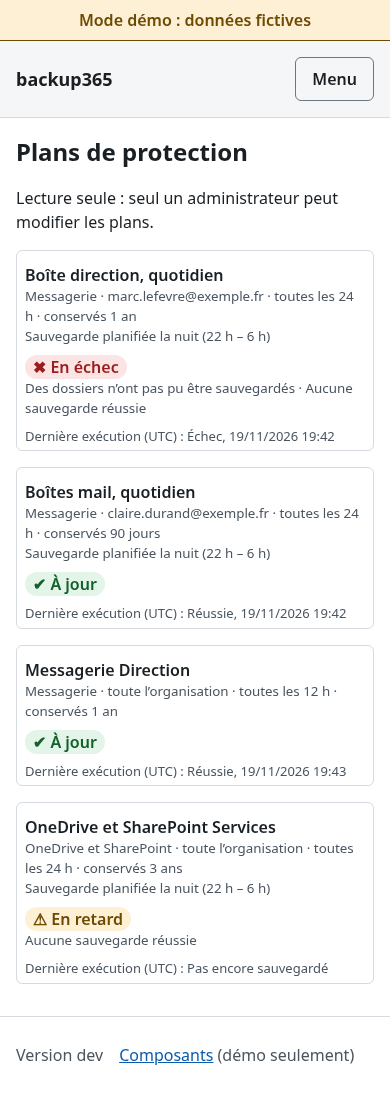 Mode démo : données fictives
backup365
Menu
Plans de protection
Lecture seule : seul un administrateur peut
modifier les plans.
Boîte direction, quotidien
Messagerie · marc.lefevre@exemple.fr · toutes les 24
h · conservés 1 an
Sauvegarde planifiée la nuit (22 h – 6 h)
✖ En échec
Des dossiers n’ont pas pu être sauvegardés · Aucune
sauvegarde réussie
Dernière exécution (UTC) : Échec, 19/11/2026 19:42
Boîtes mail, quotidien
Messagerie · claire.durand@exemple.fr · toutes les 24
h · conservés 90 jours
Sauvegarde planifiée la nuit (22 h – 6 h)
✔ À jour
Dernière exécution (UTC) : Réussie, 19/11/2026 19:42
Messagerie Direction
Messagerie · toute l’organisation · toutes les 12 h ·
conservés 1 an
✔ À jour
Dernière exécution (UTC) : Réussie, 19/11/2026 19:43
OneDrive et SharePoint Services
OneDrive et SharePoint · toute l’organisation · toutes
les 24 h · conservés 3 ans
Sauvegarde planifiée la nuit (22 h – 6 h)
⚠ En retard
Aucune sauvegarde réussie
Dernière exécution (UTC) : Pas encore sauvegardé
Version dev Composants (démo seulement)